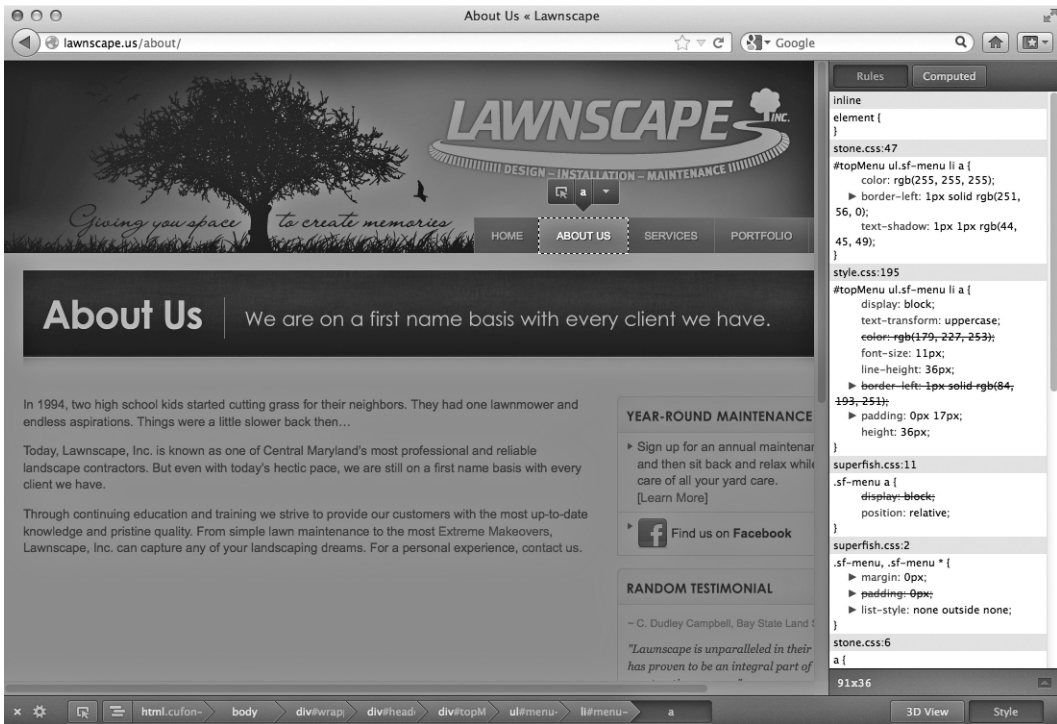 About Us « Lawnscape
lawnscape.us/about/
Google
LAWNSCAPE INC.
DESIGN – INSTALLATION – MAINTENANCE
a
Giving you space to create memories
HOME ABOUT US SERVICES PORTFOLIO
About Us We are on a first name basis with every client we have.
In 1994, two high school kids started cutting grass for their neighbors. They had one lawnmower and
endless aspirations. Things were a little slower back then...
Today, Lawnscape, Inc. is known as one of Central Maryland's most professional and reliable
landscape contractors. But even with today's hectic pace, we are still on a first name basis with every
client we have.
Through continuing education and training we strive to provide our customers with the most up-to-date
knowledge and pristine quality. From simple lawn maintenance to the most Extreme Makeovers,
Lawnscape, Inc. can capture any of your landscaping dreams. For a personal experience, contact us.
YEAR-ROUND MAINTENANCE
Sign up for an annual maintenan
and then sit back and relax while
care of all your yard care.
[Learn More]
f Find us on Facebook
RANDOM TESTIMONIAL
~ C. Dudley Campbell, Bay State Land
"Lawnscape is unparalleled in their
has proven to be an integral part of
Rules Computed
inline
element {
}
stone.css:47
#topMenu ul.sf-menu li a {
color: rgb(255, 255, 255);
border-left: 1px solid rgb(251,
56, 0);
text-shadow: 1px 1px rgb(44,
45, 49);
}
style.css:195
#topMenu ul.sf-menu li a {
display: block;
text-transform: uppercase;
color: rgb(179, 227, 253);
font-size: 11px;
line-height: 36px;
border-left: 1px solid rgb(84,
193, 251);
padding: 0px 17px;
height: 36px;
}
superfish.css:11
.sf-menu a {
display: block;
position: relative;
}
superfish.css:2
.sf-menu, .sf-menu * {
margin: 0px;
padding: 0px;
list-style: none outside none;
}
stone.css:6
a {
91x36
html.cufon- body div#wrap div#head div#topM ul#menu- li#menu- a 3D View Style